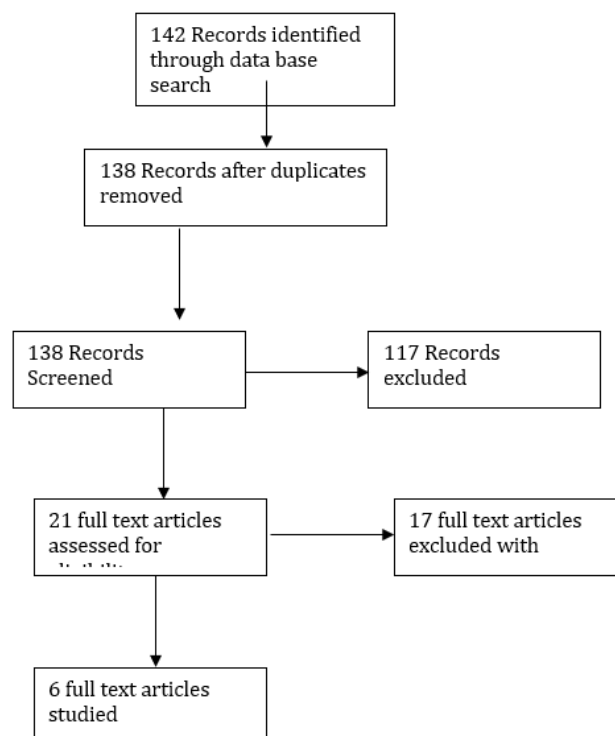 142 Records identified
through data base
search
138 Records after duplicates
removed
138 Records
Screened
117 Records
excluded
21 full text articles
assessed for
17 full text articles
excluded with
6 full text articles
studied